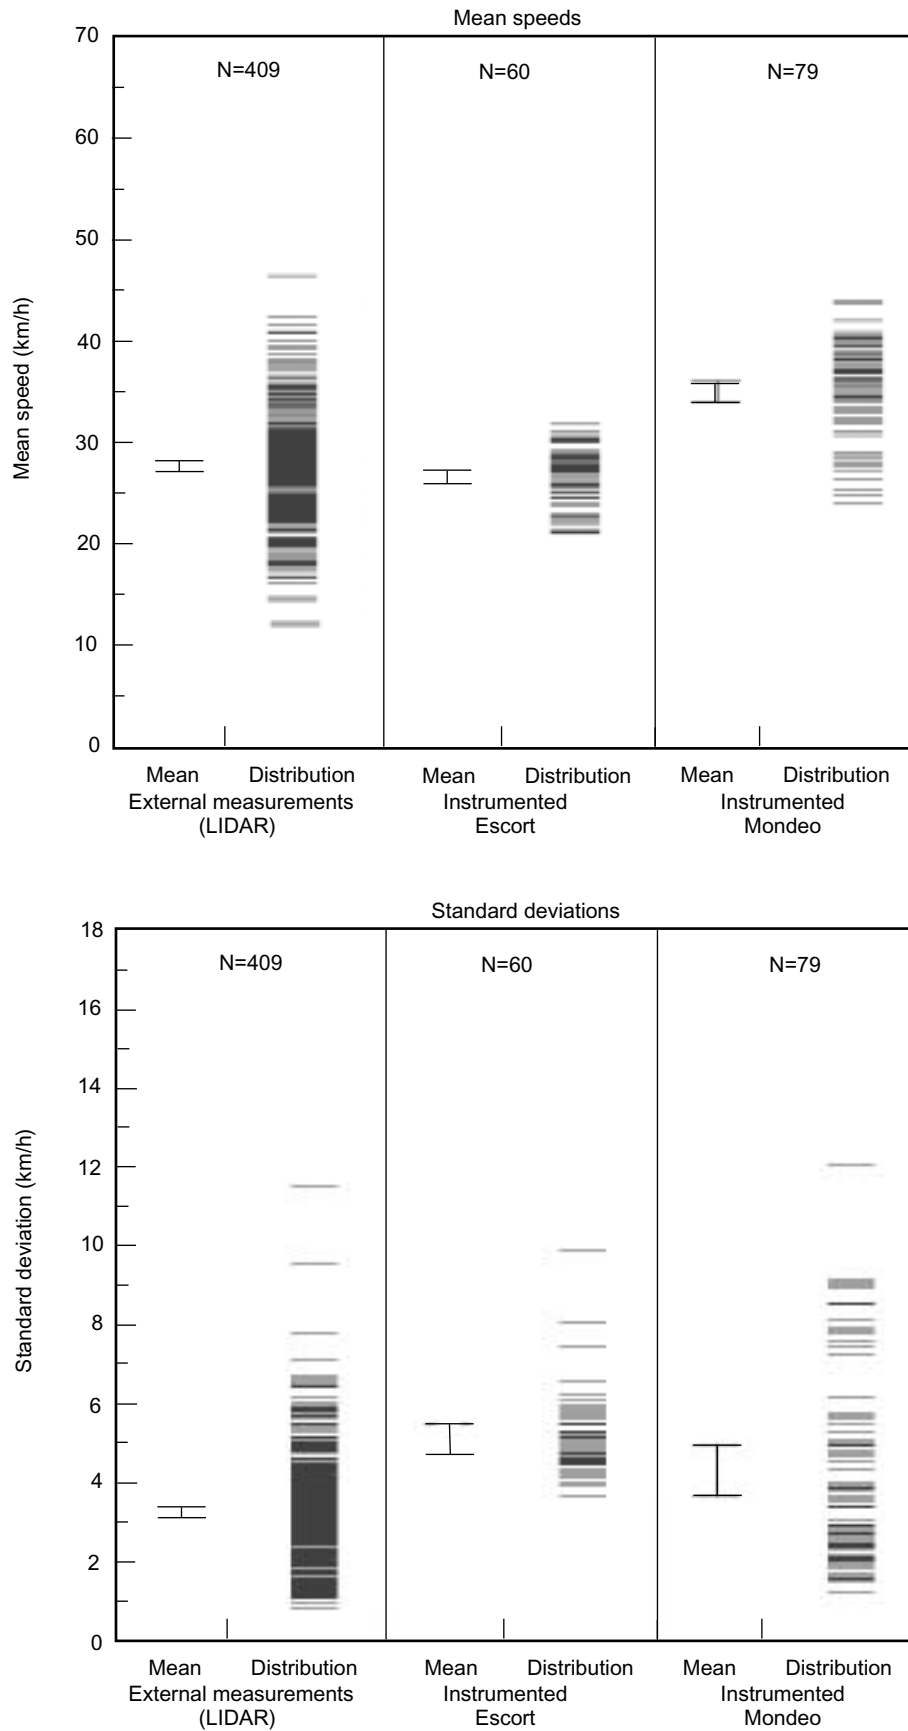 Mean speeds
70
60
50
40
30
20
10
0
Mean speed (km/h)
N=409
N=60
N=79
Mean Distribution
External measurements
(LIDAR)
Mean Distribution
Instrumented
Escort
Mean Distribution
Instrumented
Mondeo
Standard deviations
18
16
14
12
10
8
6
4
2
0
Standard deviation (km/h)
N=409
N=60
N=79
Mean Distribution
External measurements
(LIDAR)
Mean Distribution
Instrumented
Escort
Mean Distribution
Instrumented
Mondeo